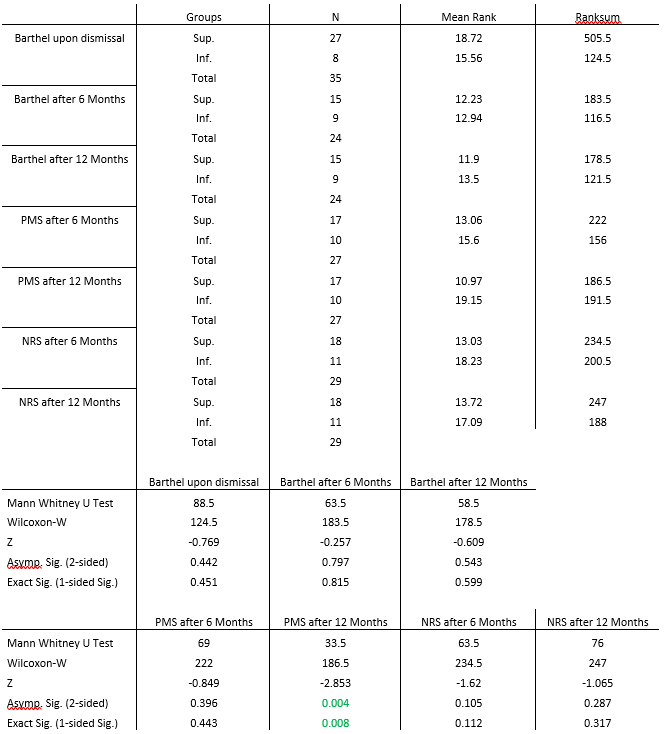 Groups N Mean Rank Ranksum
Barthel upon dismissal Sup. 27 18.72 505.5
Inf. 8 15.56 124.5
Total 35
Barthel after 6 Months Sup. 15 12.23 183.5
Inf. 9 12.94 116.5
Total 24
Barthel after 12 Months Sup. 15 11.9 178.5
Inf. 9 13.5 121.5
Total 24
PMS after 6 Months Sup. 17 13.06 222
Inf. 10 15.6 156
Total 27
PMS after 12 Months Sup. 17 10.97 186.5
Inf. 10 19.15 191.5
Total 27
NRS after 6 Months Sup. 18 13.03 234.5
Inf. 11 18.23 200.5
Total 29
NRS after 12 Months Sup. 18 13.72 247
Inf. 11 17.09 188
Total 29
Barthel upon dismissal Barthel after 6 Months Barthel after 12 Months
Mann Whitney U Test 88.5 63.5 58.5
Wilcoxon-W 124.5 183.5 178.5
Z -0.769 -0.257 -0.609
Asymp. Sig. (2-sided) 0.442 0.797 0.543
Exact Sig. (1-sided Sig.) 0.451 0.815 0.599
PMS after 6 Months PMS after 12 Months NRS after 6 Months NRS after 12 Months
Mann Whitney U Test 69 33.5 63.5 76
Wilcoxon-W 222 186.5 234.5 247
Z -0.849 -2.853 -1.62 -1.065
Asymp. Sig. (2-sided) 0.396 0.004 0.105 0.287
Exact Sig. (1-sided Sig.) 0.443 0.008 0.112 0.317